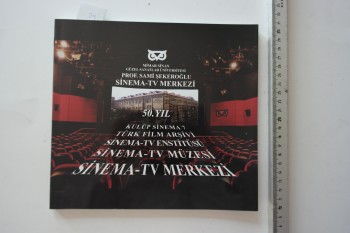 MİMAR SİNAN
GÜZEL SANATLAR ÜNİVERSİTESİ
PROF. SAMİ ŞEKEROĞLU
SİNEMA-TV MERKEZİ
50. YIL
KULÜP SİNEMA 7
TÜRK FİLM ARŞİVİ
SİNEMA-TV ENSTİTÜSÜ
SİNEMA-TV MÜZESİ
SİNEMA-TV MERKEZİ